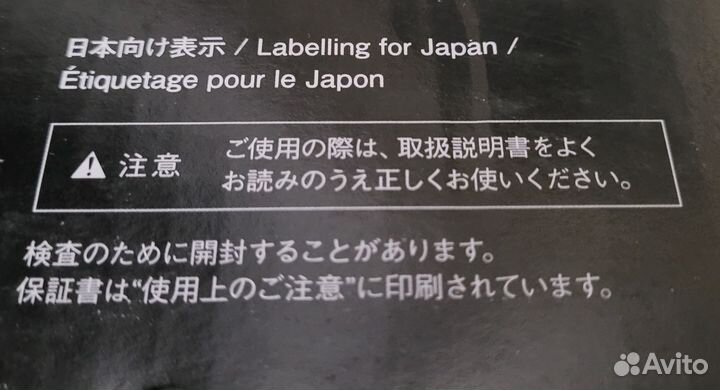 日本向け表示 / Labelling for Japan /
Étiquetage pour le Japon
注意
ご使用の際は、取扱説明書をよく
お読みのうえ正しくお使いください。
検査のために開封することがあります。
保証書は“使用上のご注意”に印刷されています。
Avito